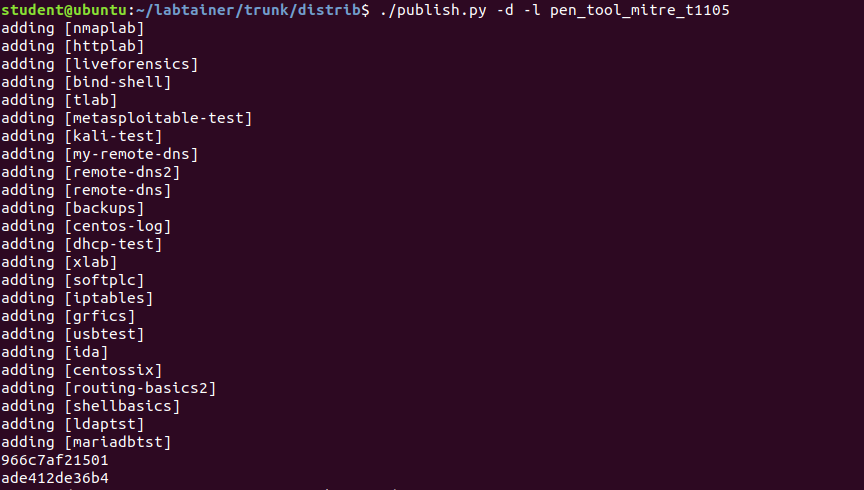 student@ubuntu:~/labtainer/trunk/distrib$ ./publish.py -d -l pen_tool_mitre_t1105
adding [nmaplab]
adding [httplab]
adding [liveforensics]
adding [bind-shell]
adding [tlab]
adding [metasploitable-test]
adding [kali-test]
adding [my-remote-dns]
adding [remote-dns2]
adding [remote-dns]
adding [backups]
adding [centos-log]
adding [dhcp-test]
adding [xlab]
adding [softplc]
adding [iptables]
adding [grfics]
adding [usbtest]
adding [ida]
adding [centossix]
adding [routing-basics2]
adding [shellbasics]
adding [ldaptst]
adding [mariadbtst]
966c7af21501
ade412de36b4